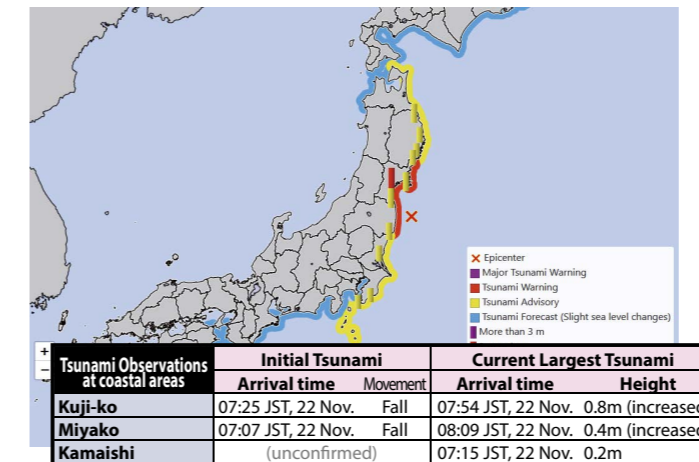 Epicenter
Major Tsunami Warning
Tsunami Warning
Tsunami Advisory
Tsunami Forecast (Slight sea level changes)
More than 3 m
+
−
Tsunami Observations at coastal areas
Initial Tsunami Current Largest Tsunami
Arrival time Movement Arrival time Height
Kuji-ko 07:25 JST, 22 Nov. Fall 07:54 JST, 22 Nov. 0.8m (increased
Miyako 07:07 JST, 22 Nov. Fall 08:09 JST, 22 Nov. 0.4m (increased
Kamaishi (unconfirmed) 07:15 JST, 22 Nov. 0.2m